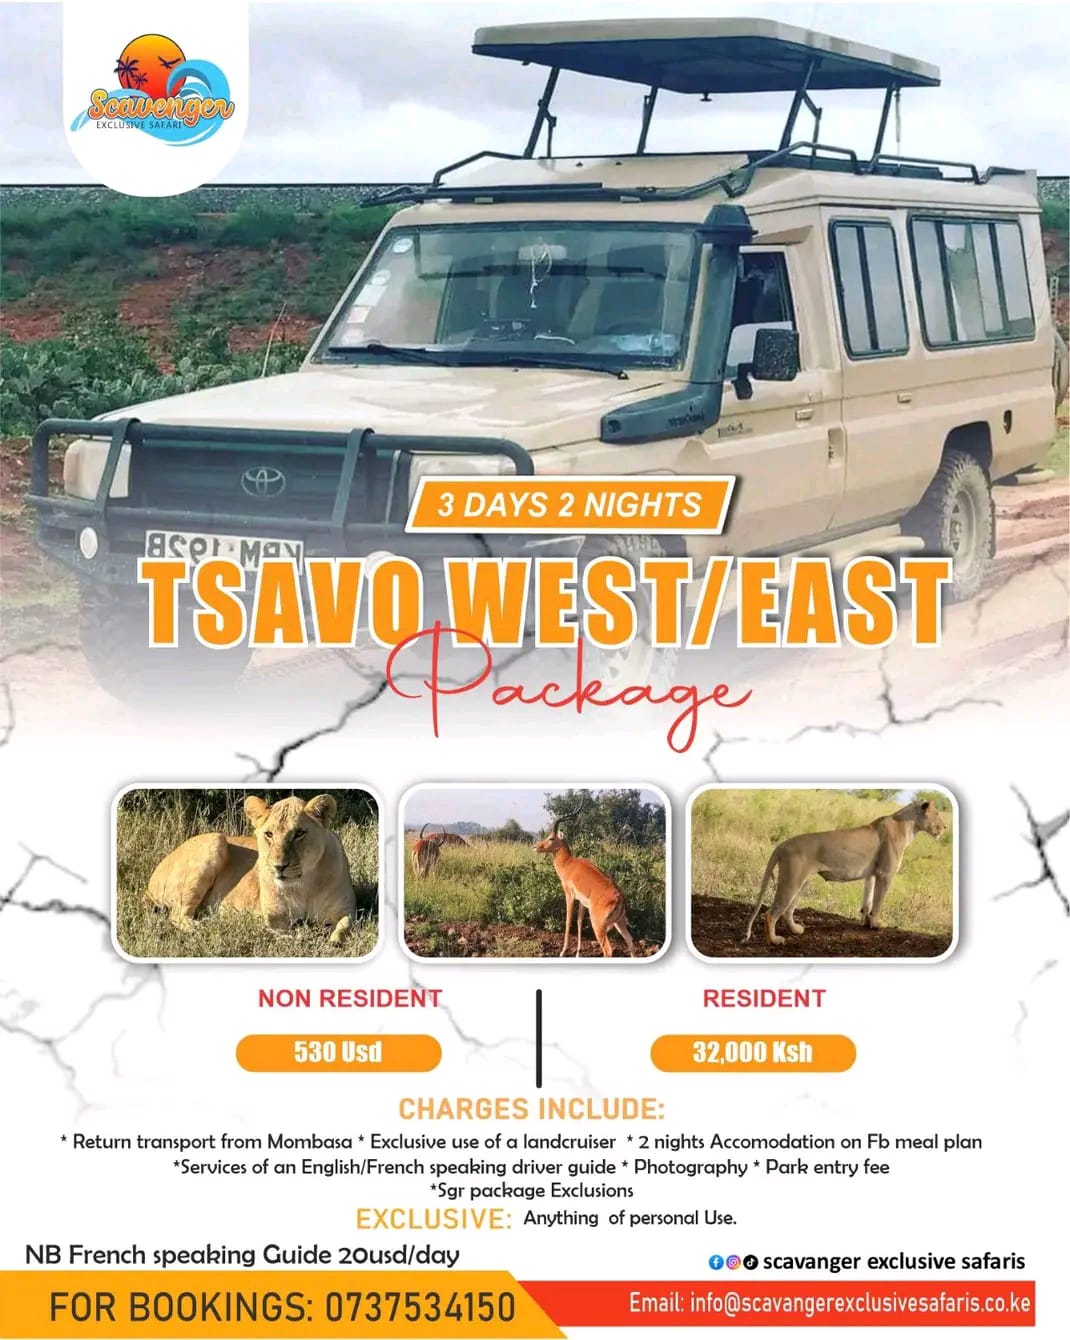 Scavenger
EXCLUSIVE SAFARI
3 DAYS 2 NIGHTS
KBM 192B
TSAVO WEST/EAST
Package
NON RESIDENT
RESIDENT
530 Usd
32,000 Ksh
CHARGES INCLUDE:
* Return transport from Mombasa * Exclusive use of a landcruiser * 2 nights Accomodation on Fb meal plan
*Services of an English/French speaking driver guide * Photography * Park entry fee
*Sgr package Exclusions
EXCLUSIVE: Anything of personal Use.
NB French speaking Guide 20usd/day
scavanger exclusive safaris
FOR BOOKINGS: 0737534150
Email: info@scavangerexclusivesafaris.co.ke